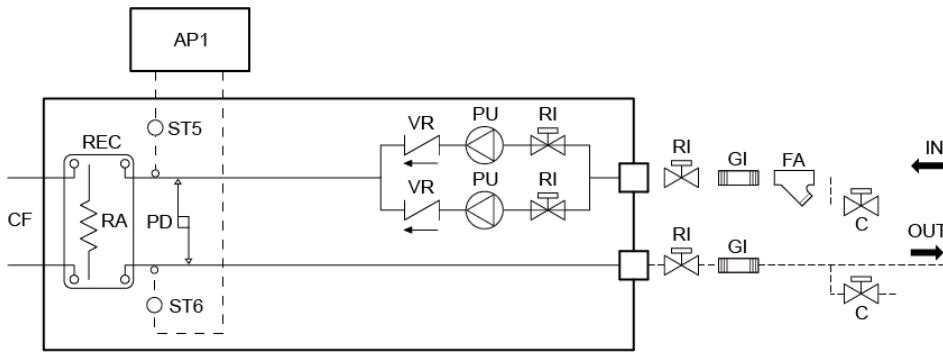 AP1
ST5
REC
VR
PU
RI
RI
GI
FA
IN
VR
PU
RI
CF
RA
PD
C
OUT
RI
GI
ST6
C